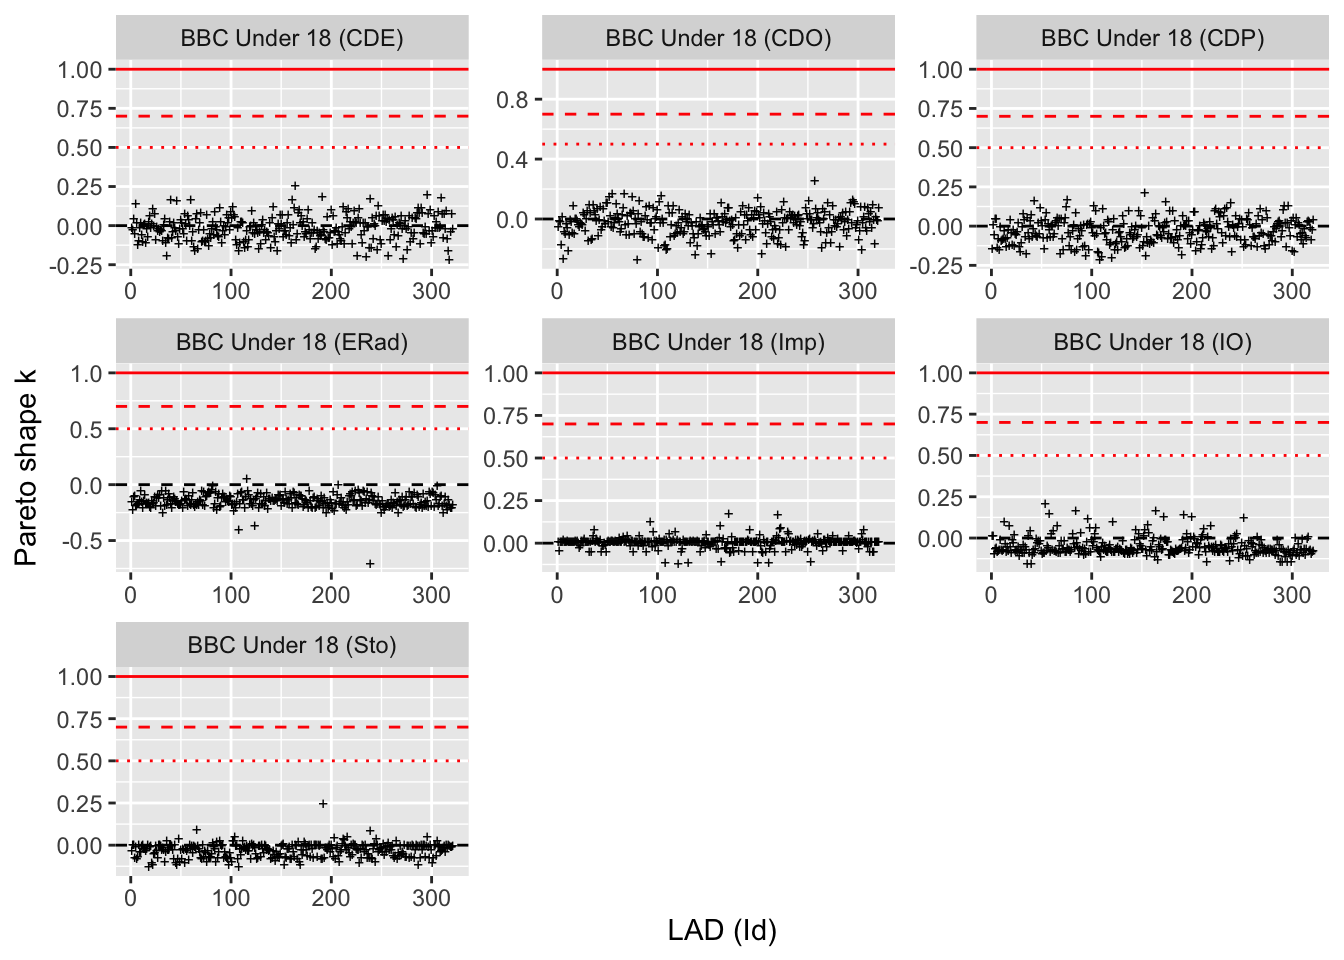 BBC Under 18 (CDE)
BBC Under 18 (CDO)
BBC Under 18 (CDP)
1.00
0.75
0.50
0.25
0.00
-0.25
0.8
0.4
0.0
1.00
0.75
0.50
0.25
0.00
-0.25
0 100 200 300
0 100 200 300
0 100 200 300
BBC Under 18 (ERad)
BBC Under 18 (Imp)
BBC Under 18 (IO)
Pareto shape k
1.0
0.5
0.0
-0.5
1.00
0.75
0.50
0.25
0.00
1.00
0.75
0.50
0.25
0.00
0 100 200 300
0 100 200 300
0 100 200 300
BBC Under 18 (Sto)
1.00
0.75
0.50
0.25
0.00
0 100 200 300
LAD (Id)